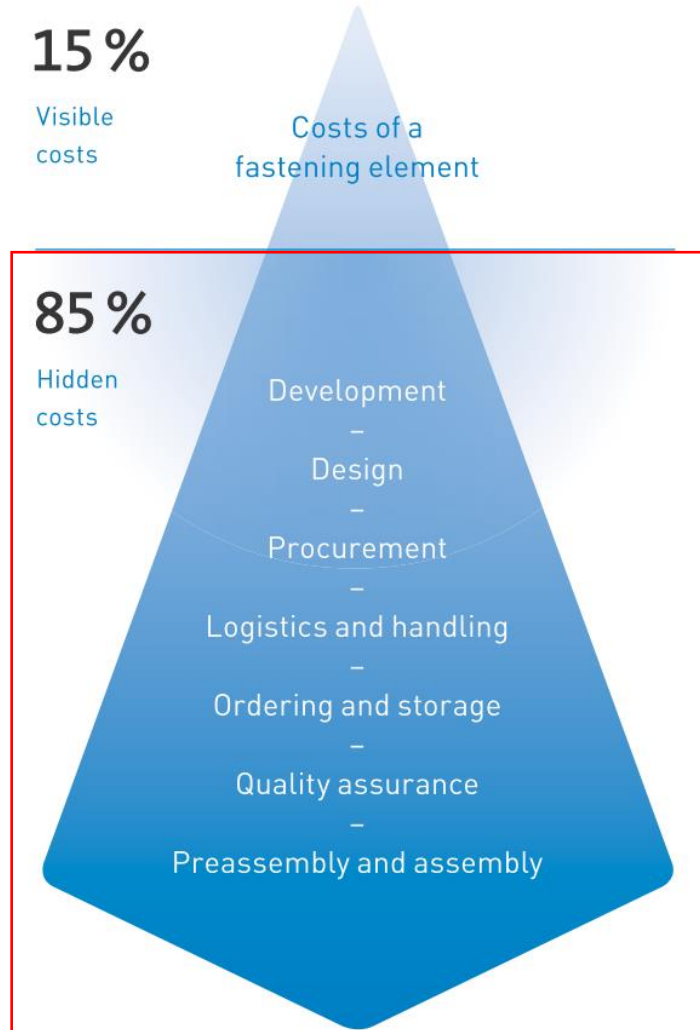 15 %
Visible
costs
Costs of a
fastening element
85 %
Hidden
costs
Development
–
Design
–
Procurement
–
Logistics and handling
–
Ordering and storage
–
Quality assurance
–
Preassembly and assembly